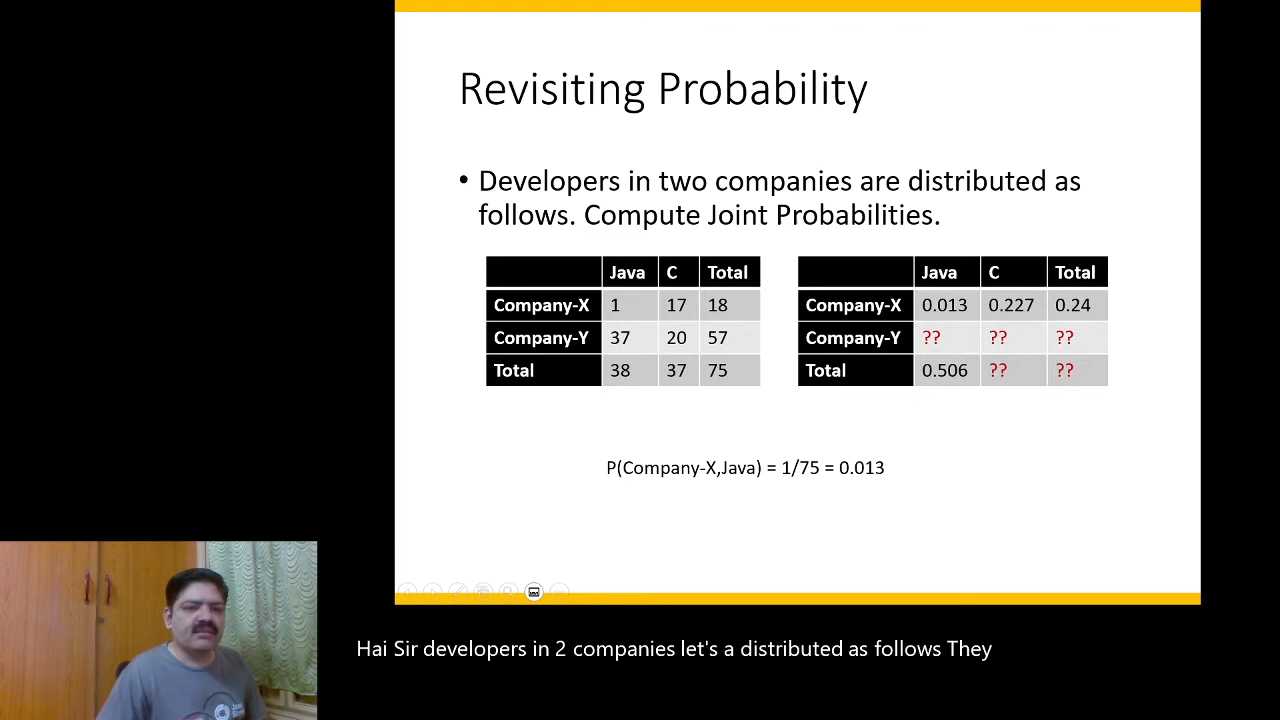 Revisiting Probability
• Developers in two companies are distributed as
follows. Compute Joint Probabilities.
Java C Total
Company-X 1 17 18
Company-Y 37 20 57
Total 38 37 75
Java C Total
Company-X 0.013 0.227 0.24
Company-Y ?? ?? ??
Total 0.506 ?? ??
P(Company-X,Java) = 1/75 = 0.013
Hai Sir developers in 2 companies let's a distributed as follows They